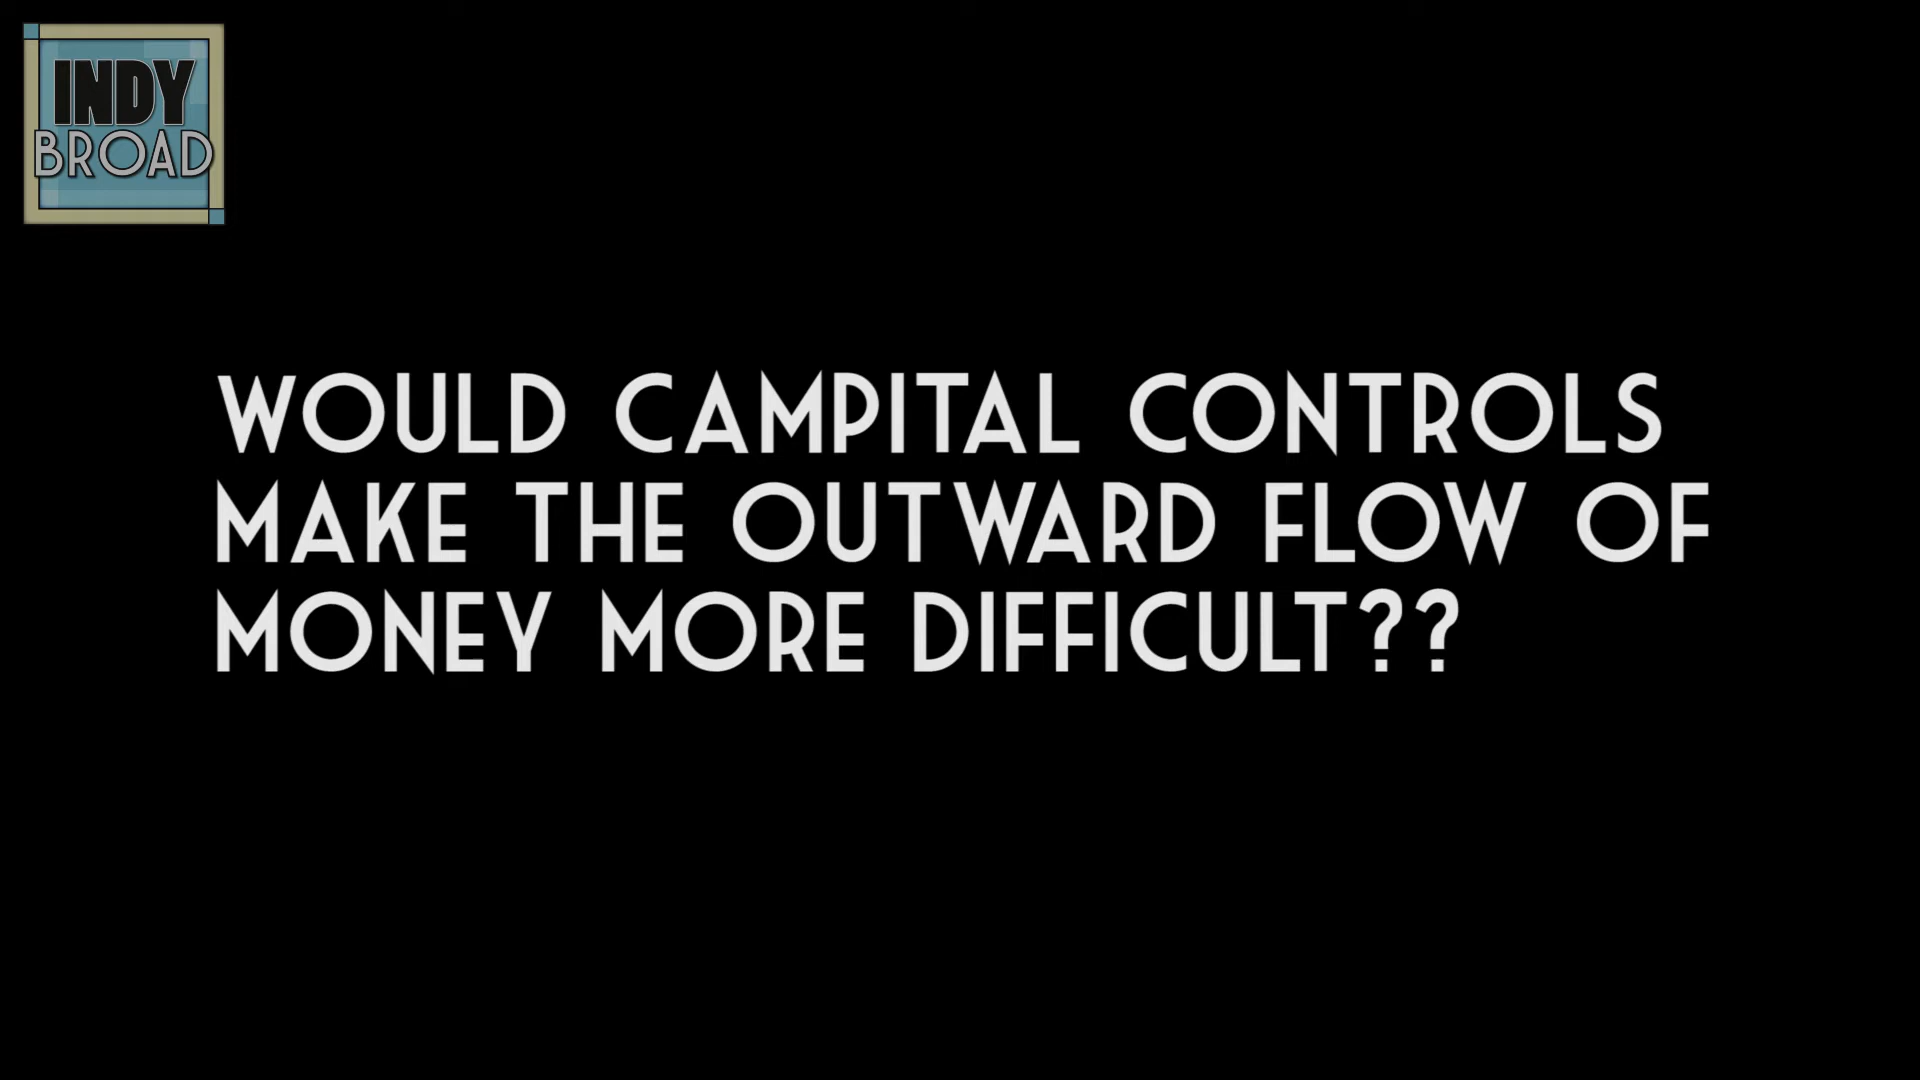 INDY
BROAD
WOULD CAMPITAL CONTROLS
MAKE THE OUTWARD FLOW OF
MONEY MORE DIFFICULT??